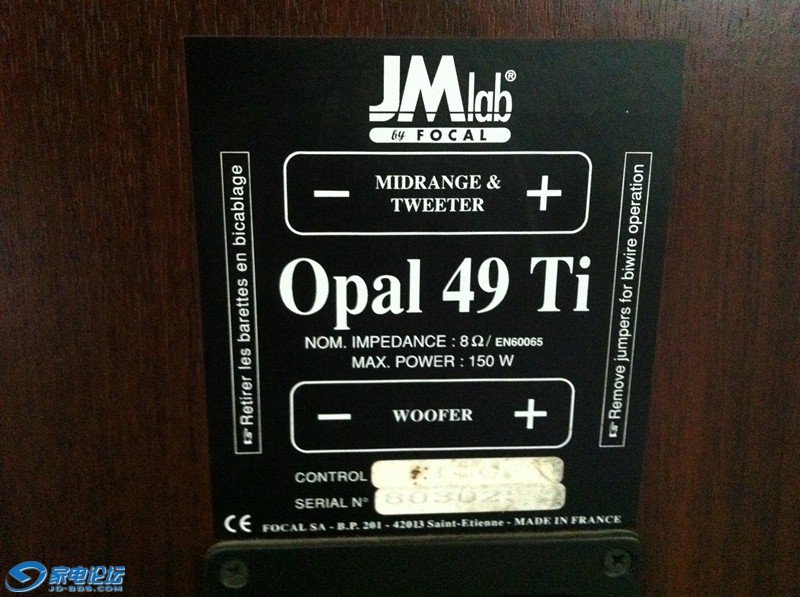 JMlab®
by FOCAL
− MIDRANGE & +
TWEETER
☞ Retirer les barettes en bicablage
☞ Remove jumpers for biwire operation
Opal 49 Ti
NOM. IMPEDANCE : 8 Ω / EN60065
MAX. POWER : 150 W
− WOOFER +
CONTROL
SERIAL N°
CE FOCAL SA - B.P. 201 - 42013 Saint-Etienne - MADE IN FRANCE
家电论坛
JD-BBS.COM